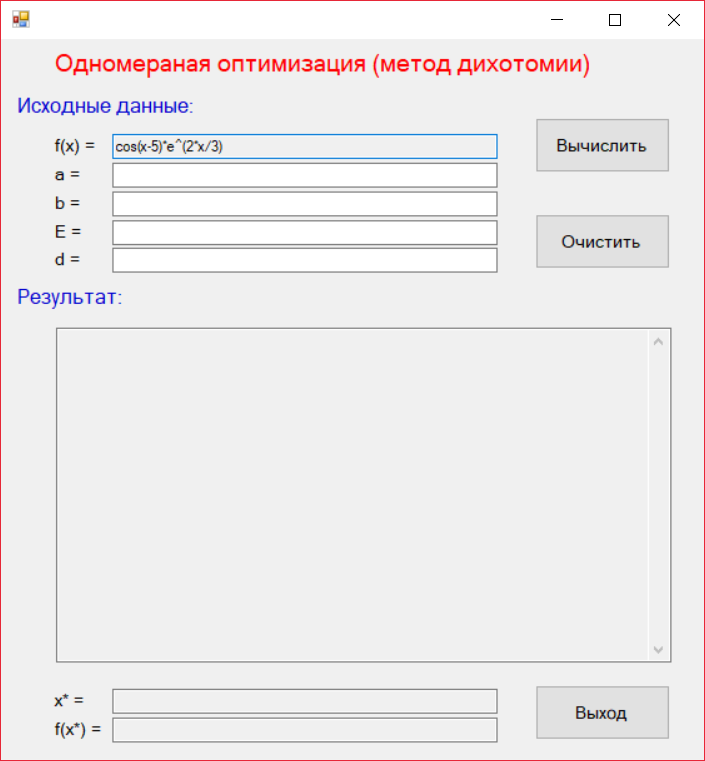 Одномераная оптимизация (метод дихотомии)
Исходные данные:
f(x) = cos(x-5)*e^(2*x/3)
Вычислить
a =
b =
E =
Очистить
d =
Результат:
x* =
Выход
f(x*) =